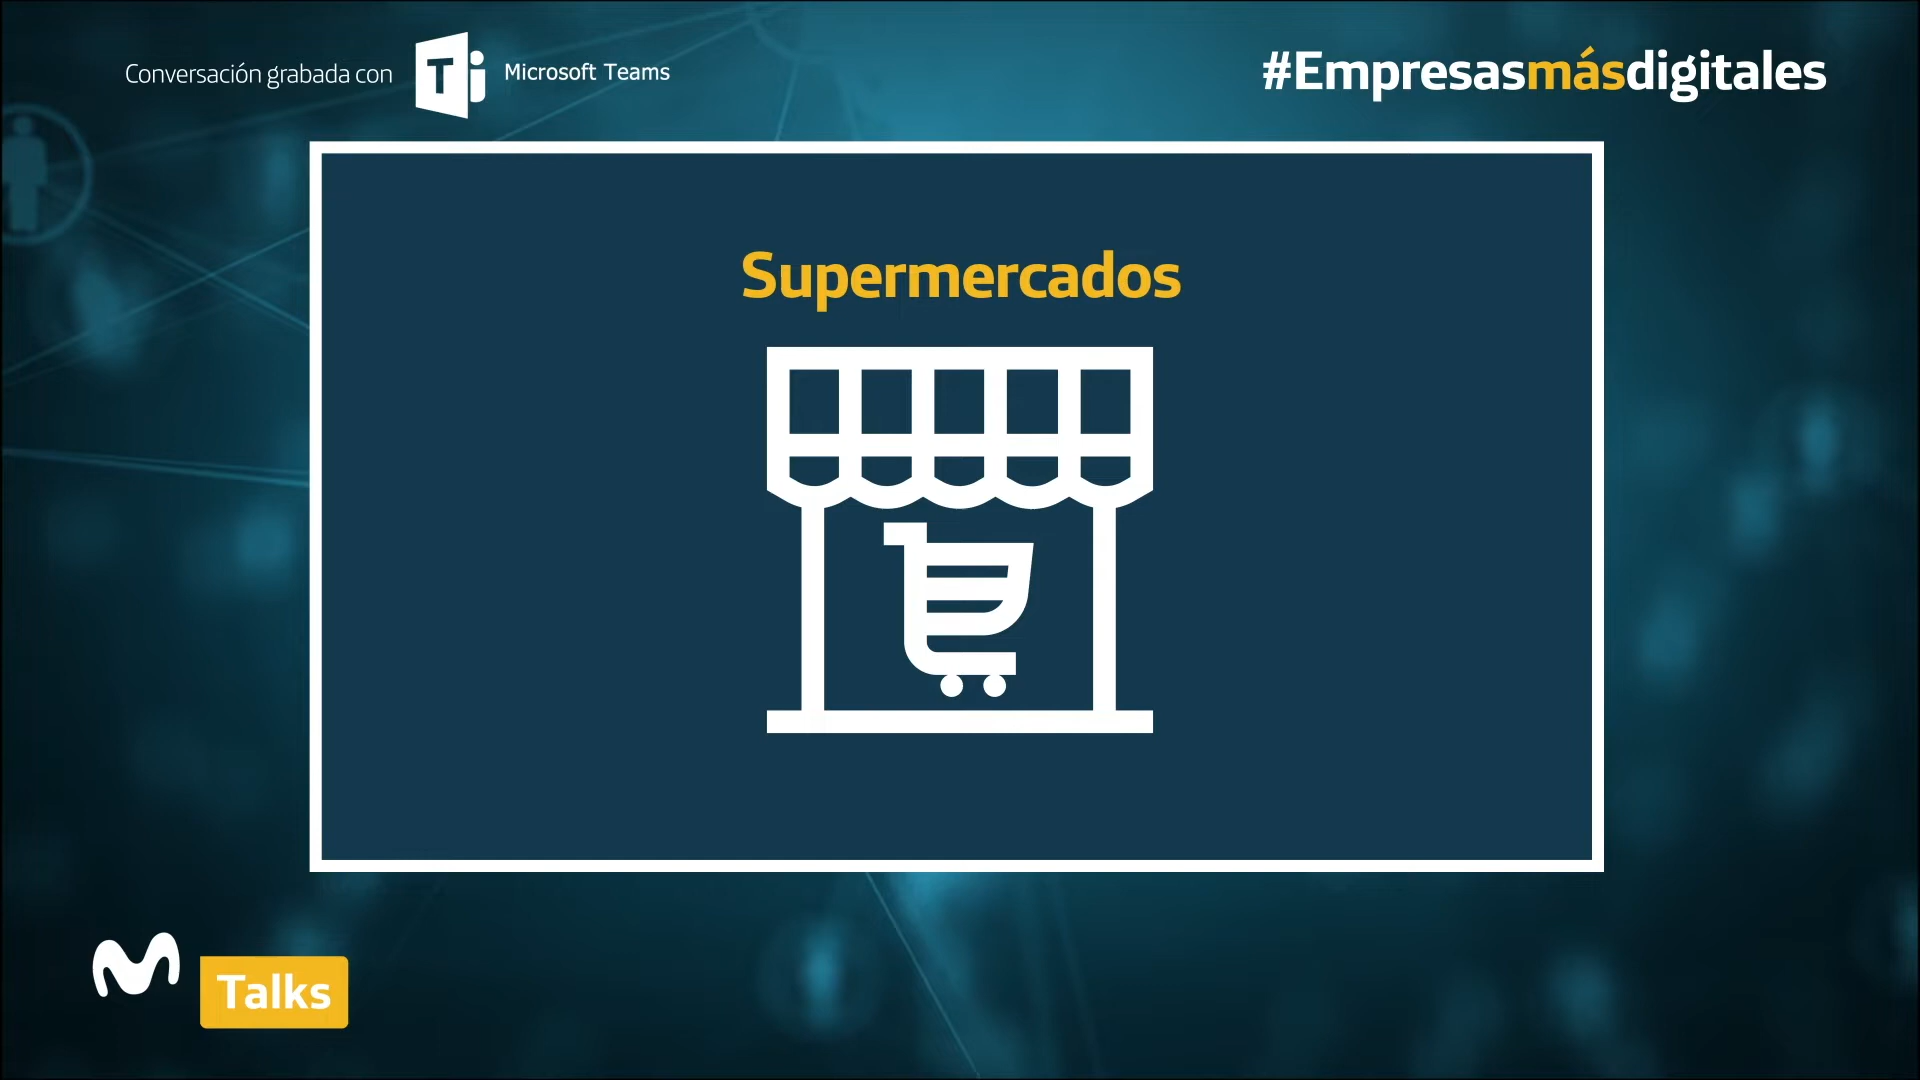 Conversación grabada con
Microsoft Teams
#Empresasmásdigitales
Supermercados
Talks